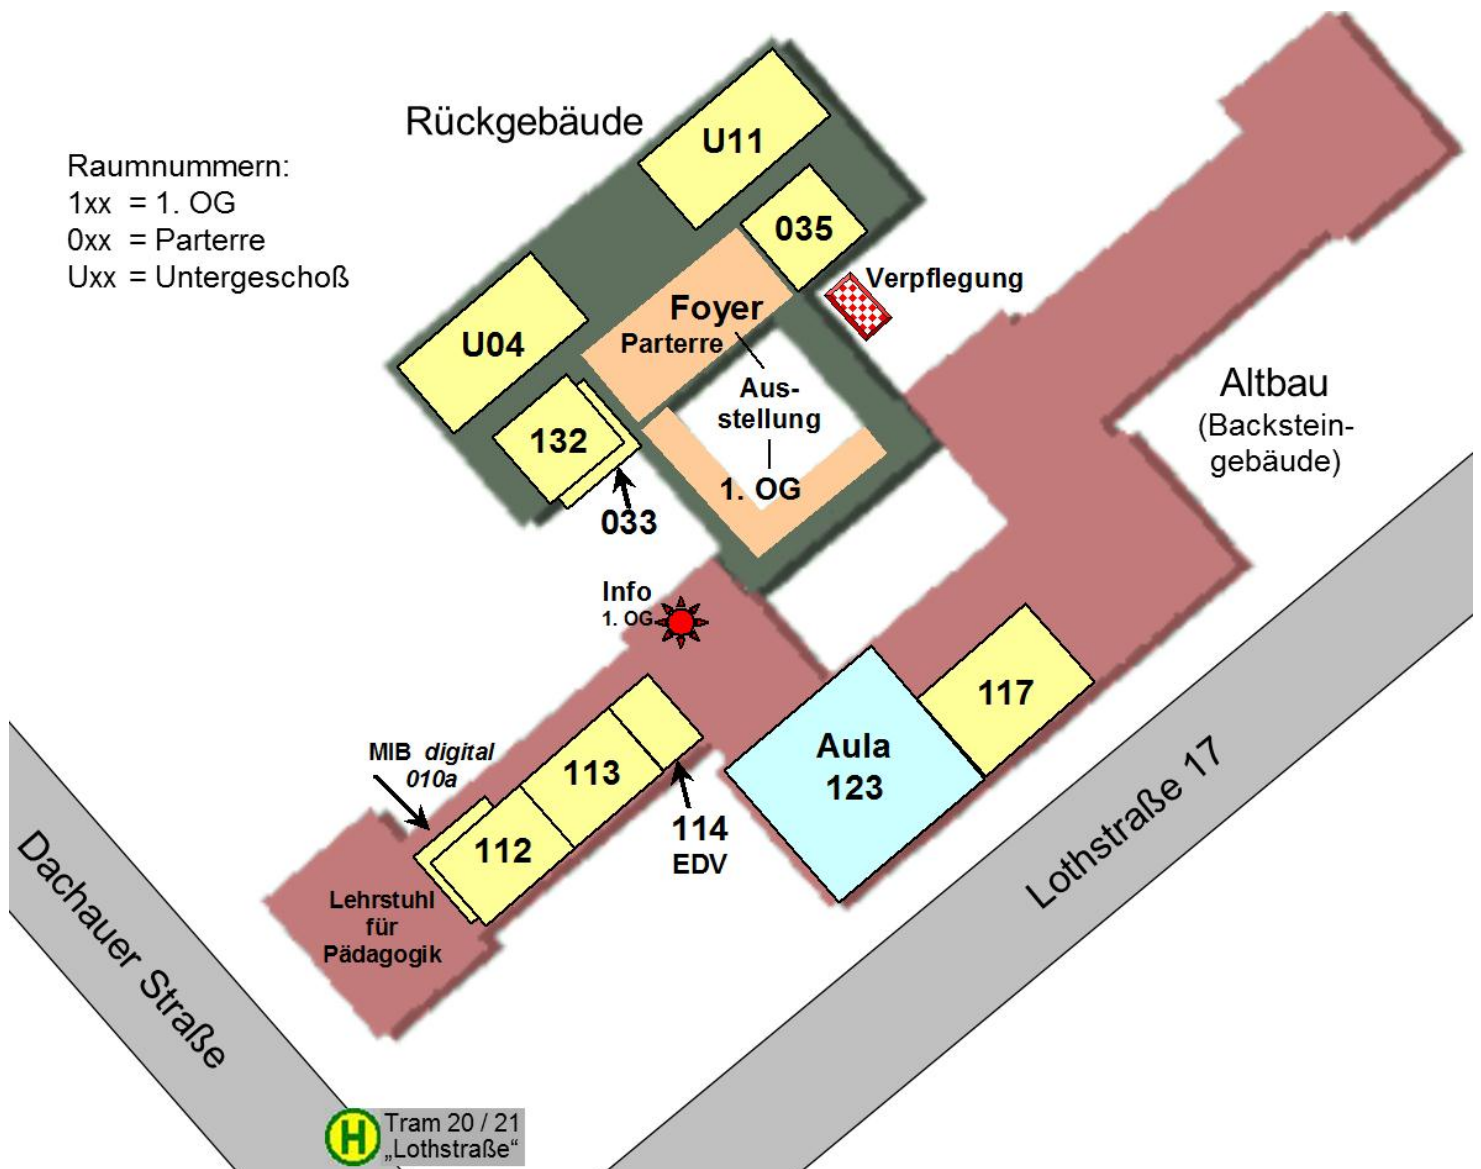 Rückgebäude
Raumnummern:
1xx = 1. OG
0xx = Parterre
Uxx = Untergeschoß
U11
035
Verpflegung
Foyer
Parterre
U04
Aus-
stellung
1. OG
132
033
Altbau
(Backstein-
gebäude)
Info
1. OG
117
Aula
123
MIB digital
010a
113
112
114
EDV
Lehrstuhl
für
Pädagogik
Lothstraße 17
Dachauer Straße
H
Tram 20 / 21
„Lothstraße“